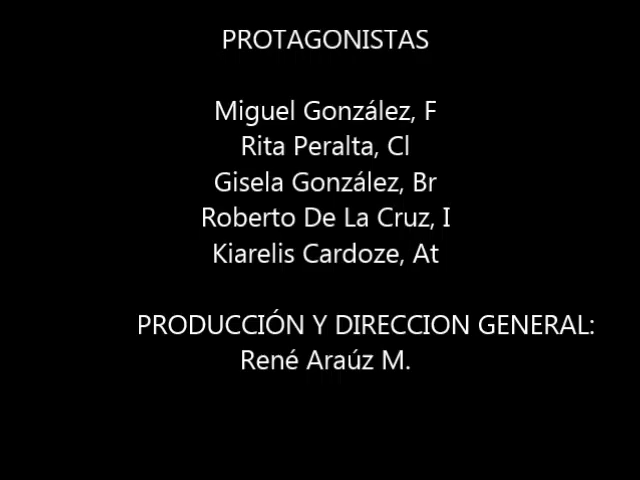 PROTAGONISTAS
Miguel González, F
Rita Peralta, Cl
Gisela González, Br
Roberto De La Cruz, I
Kiarelis Cardoze, At
PRODUCCIÓN Y DIRECCION GENERAL:
René Araúz M.